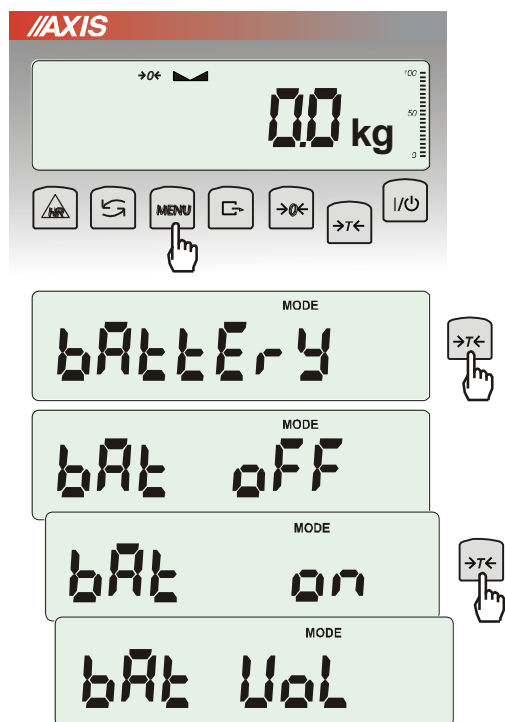 //AXIS
→0←
100
0.0 kg
50
0
HR MENU →0← →T← I/⏻
MODE
bAttErY
→T←
MODE
bAt oFF
MODE
bAt on
→T←
MODE
bAt UoL